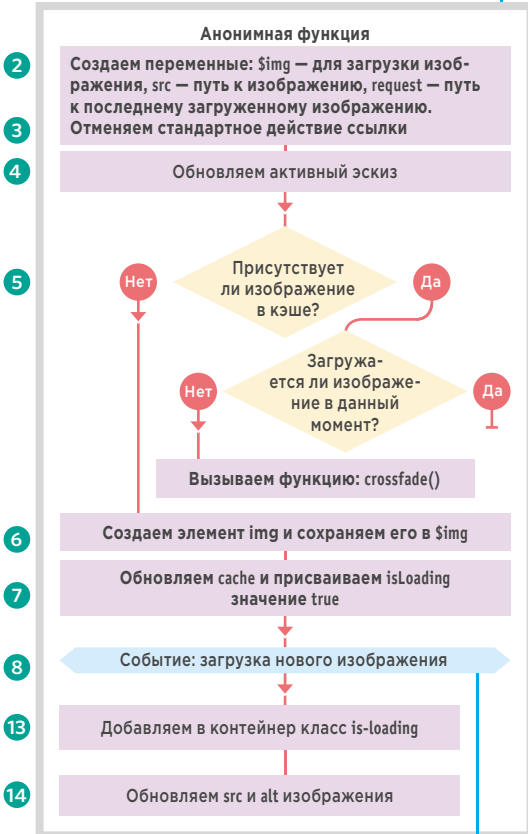 Анонимная функция
2 Создаем переменные: $img — для загрузки изоб-
ражения, src — путь к изображению, request — путь
к последнему загруженному изображению.
3 Отменяем стандартное действие ссылки
4 Обновляем активный эскиз
5
Нет
Присутствует
ли изображение
в кэше?
Да
Нет
Загружа-
ется ли изображе-
ние в данный
момент?
Да
Вызываем функцию: crossfade()
6 Создаем элемент img и сохраняем его в $img
7 Обновляем cache и присваиваем isLoading
значение true
8 Событие: загрузка нового изображения
13 Добавляем в контейнер класс is-loading
14 Обновляем src и alt изображения